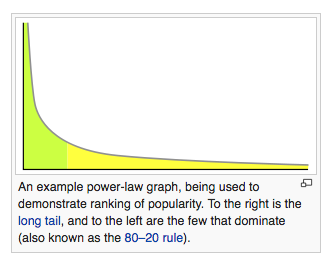 An example power-law graph, being used to
demonstrate ranking of popularity. To the right is the
long tail, and to the left are the few that dominate
(also known as the 80–20 rule).